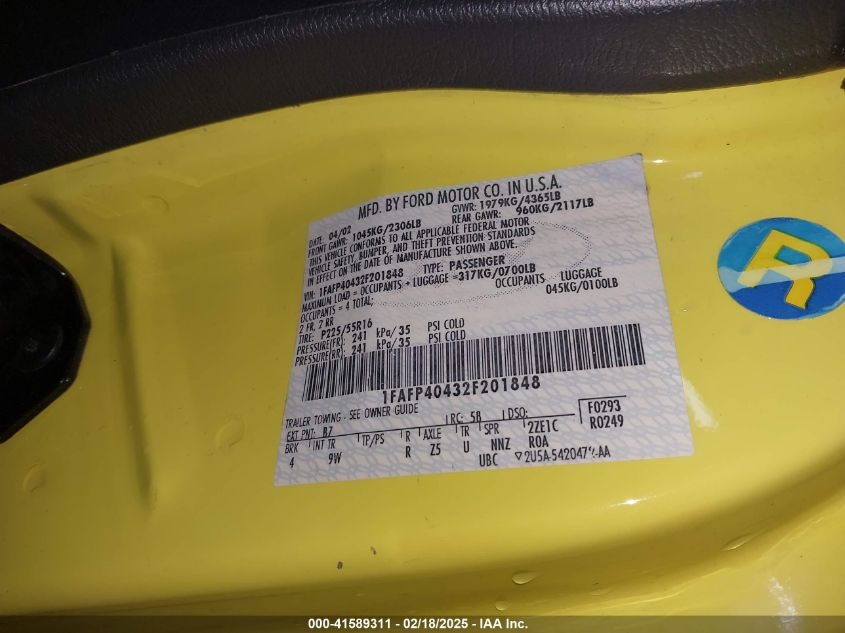 MFD. BY FORD MOTOR CO. IN U.S.A.
DATE: 04/02 GVWR: 1979KG/4365LB
FRONT GAWR: 1045KG/2306LB REAR GAWR: 960KG/2117LB
THIS VEHICLE CONFORMS TO ALL APPLICABLE FEDERAL MOTOR
VEHICLE SAFETY, BUMPER, AND THEFT PREVENTION STANDARDS
IN EFFECT ON THE DATE OF MANUFACTURE SHOWN ABOVE.
VIN: 1FAFP40432F201848 TYPE: PASSENGER
MAXIMUM LOAD = OCCUPANTS + LUGGAGE =317KG/0700LB
OCCUPANTS = 4 TOTAL; OCCUPANTS LUGGAGE
2 FR, 2 RR 045KG/0100LB
TIRE: P225/55R16
PRESSURE(FR): 241 kPa/35 PSI COLD
PRESSURE(RR): 241 kPa/35 PSI COLD
1FAFP40432F201848
TRAILER TOWING - SEE OWNER GUIDE
F0293
R0249
EXT PNT: B7 RC: 5B DSO:
BRK INT TR TP/PS R AXLE TR SPR 2ZE1C
4 9W R Z5 U NNZ ROA
UBC ▽2U5A-5420472-AA
R
000-41589311 - 02/18/2025 - IAA Inc.